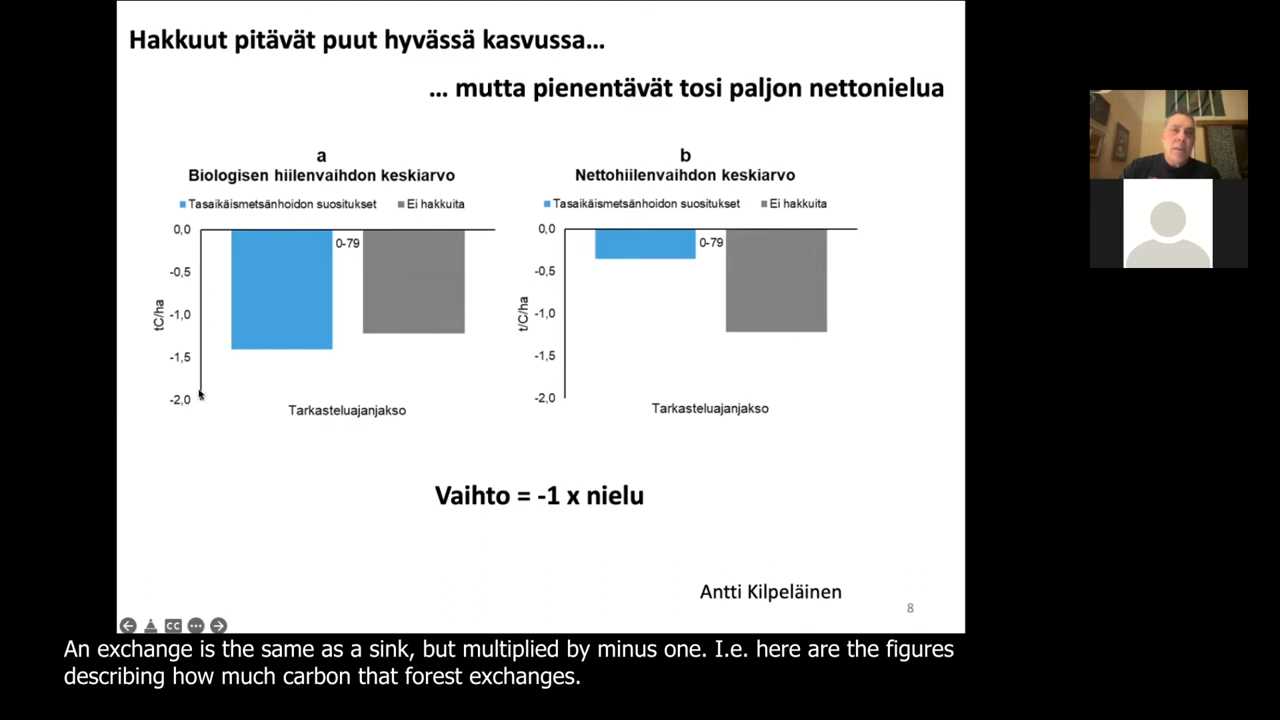 Hakkuut pitävät puut hyvässä kasvussa…
… mutta pienentävät tosi paljon nettonielua
a
Biologisen hiilenvaihdon keskiarvo
Tasaikäismetsänhoidon suositukset Ei hakkuita
0,0
0-79
-0,5
-1,0
-1,5
-2,0
tC/ha
Tarkasteluajanjakso
b
Nettohiilenvaihdon keskiarvo
Tasaikäismetsänhoidon suositukset Ei hakkuita
0,0
0-79
-0,5
-1,0
-1,5
-2,0
t/C/ha
Tarkasteluajanjakso
Vaihto = -1 x nielu
Antti Kilpeläinen
8
CC
An exchange is the same as a sink, but multiplied by minus one. I.e. here are the figures
describing how much carbon that forest exchanges.